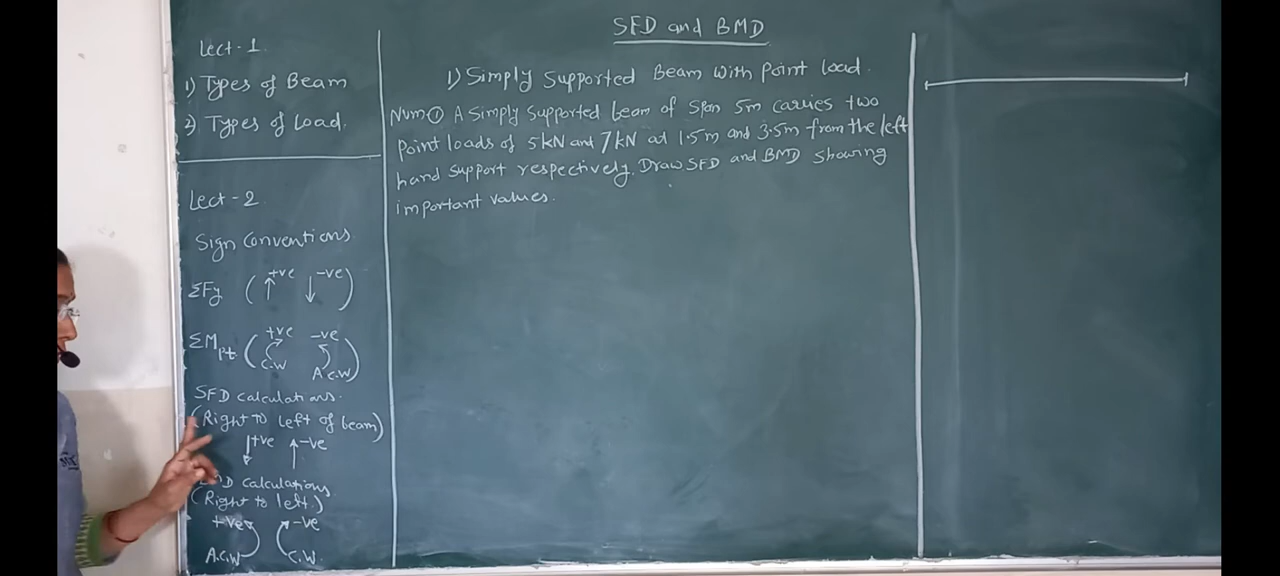 Lect-1
1) Types of Beam
2) Types of Load.
Lect-2
Sign conventions
ΣFy (↑ +ve ↓ -ve)
ΣM pt. ( +ve C.W -ve A.C.W)
SFD calculations.
(Right to left of beam)
↓ +ve ↑ -ve
D calculations.
(Right to left.)
+ve -ve
A.C.W C.W.
SFD and BMD
1) Simply Supported Beam with Point Load.
Num ① A Simply Supported beam of Span 5m carries two
Point loads of 5kN and 7kN at 1.5m and 3.5m from the left
hand support respectively. Draw SFD and BMD showing
important values.